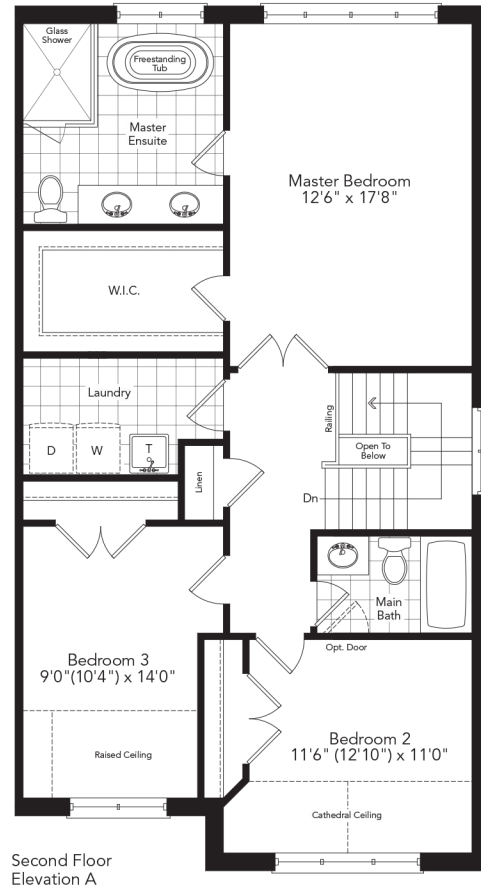 Glass
Shower
Freestanding
Tub
Master
Ensuite
Master Bedroom
12'6" x 17'8"
W.I.C.
Laundry
D
W
T
Linen
Railing
Open To
Below
Dn
Main
Bath
Opt. Door
Bedroom 3
9'0"(10'4") x 14'0"
Raised Ceiling
Bedroom 2
11'6" (12'10") x 11'0"
Cathedral Ceiling
Second Floor
Elevation A